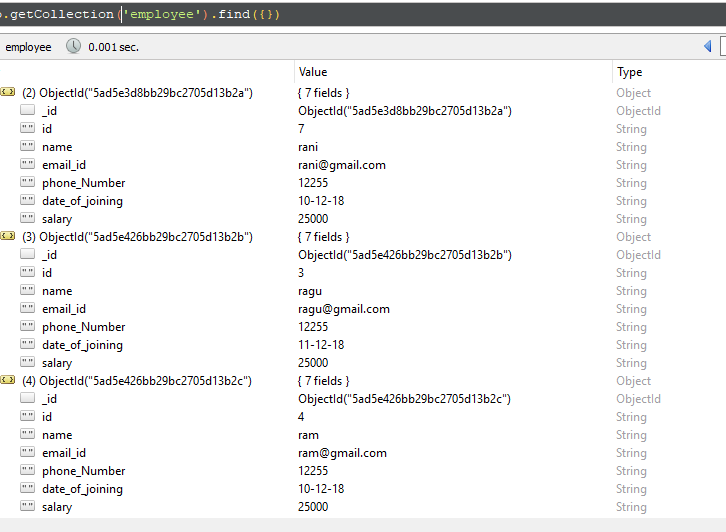 .getCollection('employee').find({})
employee 0.001 sec.
Value Type
(2) ObjectId("5ad5e3d8bb29bc2705d13b2a") { 7 fields } Object
_id ObjectId("5ad5e3d8bb29bc2705d13b2a") ObjectId
"" id 7 String
"" name rani String
"" email_id rani@gmail.com String
"" phone_Number 12255 String
"" date_of_joining 10-12-18 String
"" salary 25000 String
(3) ObjectId("5ad5e426bb29bc2705d13b2b") { 7 fields } Object
_id ObjectId("5ad5e426bb29bc2705d13b2b") ObjectId
"" id 3 String
"" name ragu String
"" email_id ragu@gmail.com String
"" phone_Number 12255 String
"" date_of_joining 11-12-18 String
"" salary 25000 String
(4) ObjectId("5ad5e426bb29bc2705d13b2c") { 7 fields } Object
_id ObjectId("5ad5e426bb29bc2705d13b2c") ObjectId
"" id 4 String
"" name ram String
"" email_id ram@gmail.com String
"" phone_Number 12255 String
"" date_of_joining 10-12-18 String
"" salary 25000 String